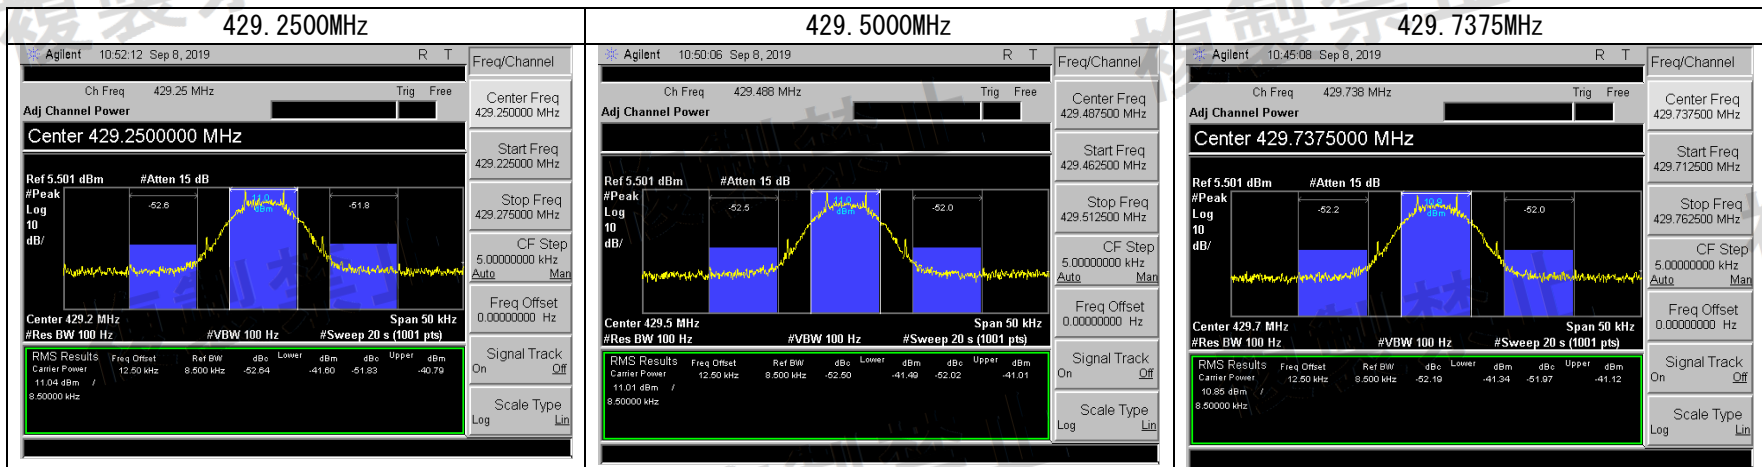 429.2500MHz
429.5000MHz
429.7375MHz
Agilent 10:52:12 Sep 8, 2019 R T
Freq/Channel
Ch Freq 429.25 MHz Trig Free
Adj Channel Power
Center 429.2500000 MHz
Ref 5.501 dBm #Atten 15 dB
#Peak
Log
10
dB/
-52.6
11.0
dBm
-51.8
Center 429.2 MHz Span 50 kHz
#Res BW 100 Hz #VBW 100 Hz #Sweep 20 s (1001 pts)
RMS Results Freq Offset Ref BW dBc Lower dBm dBc Upper dBm
Carrier Power 12.50 kHz 8.500 kHz -52.64 -41.60 -51.83 -40.79
11.04 dBm /
8.50000 kHz
Center Freq
429.250000 MHz
Start Freq
429.225000 MHz
Stop Freq
429.275000 MHz
CF Step
5.00000000 kHz
Auto Man
Freq Offset
0.00000000 Hz
Signal Track
On Off
Scale Type
Log Lin
Agilent 10:50:06 Sep 8, 2019 R T
Freq/Channel
Ch Freq 429.488 MHz Trig Free
Adj Channel Power
Ref 5.501 dBm #Atten 15 dB
#Peak
Log
10
dB/
-52.5
11.0
dBm
-52.0
Center 429.5 MHz Span 50 kHz
#Res BW 100 Hz #VBW 100 Hz #Sweep 20 s (1001 pts)
RMS Results Freq Offset Ref BW dBc Lower dBm dBc Upper dBm
Carrier Power 12.50 kHz 8.500 kHz -52.50 -41.49 -52.02 -41.01
11.01 dBm /
8.50000 kHz
Center Freq
429.487500 MHz
Start Freq
429.462500 MHz
Stop Freq
429.512500 MHz
CF Step
5.00000000 kHz
Auto Man
Freq Offset
0.00000000 Hz
Signal Track
On Off
Scale Type
Log Lin
Agilent 10:45:08 Sep 8, 2019 R T
Freq/Channel
Ch Freq 429.738 MHz Trig Free
Adj Channel Power
Center 429.7375000 MHz
Ref 5.501 dBm #Atten 15 dB
#Peak
Log
10
dB/
-52.2
10.9
dBm
-52.0
Center 429.7 MHz Span 50 kHz
#Res BW 100 Hz #VBW 100 Hz #Sweep 20 s (1001 pts)
RMS Results Freq Offset Ref BW dBc Lower dBm dBc Upper dBm
Carrier Power 12.50 kHz 8.500 kHz -52.19 -41.34 -51.97 -41.12
10.85 dBm /
8.50000 kHz
Center Freq
429.737500 MHz
Start Freq
429.712500 MHz
Stop Freq
429.762500 MHz
CF Step
5.00000000 kHz
Auto Man
Freq Offset
0.00000000 Hz
Signal Track
On Off
Scale Type
Log Lin
複製禁止